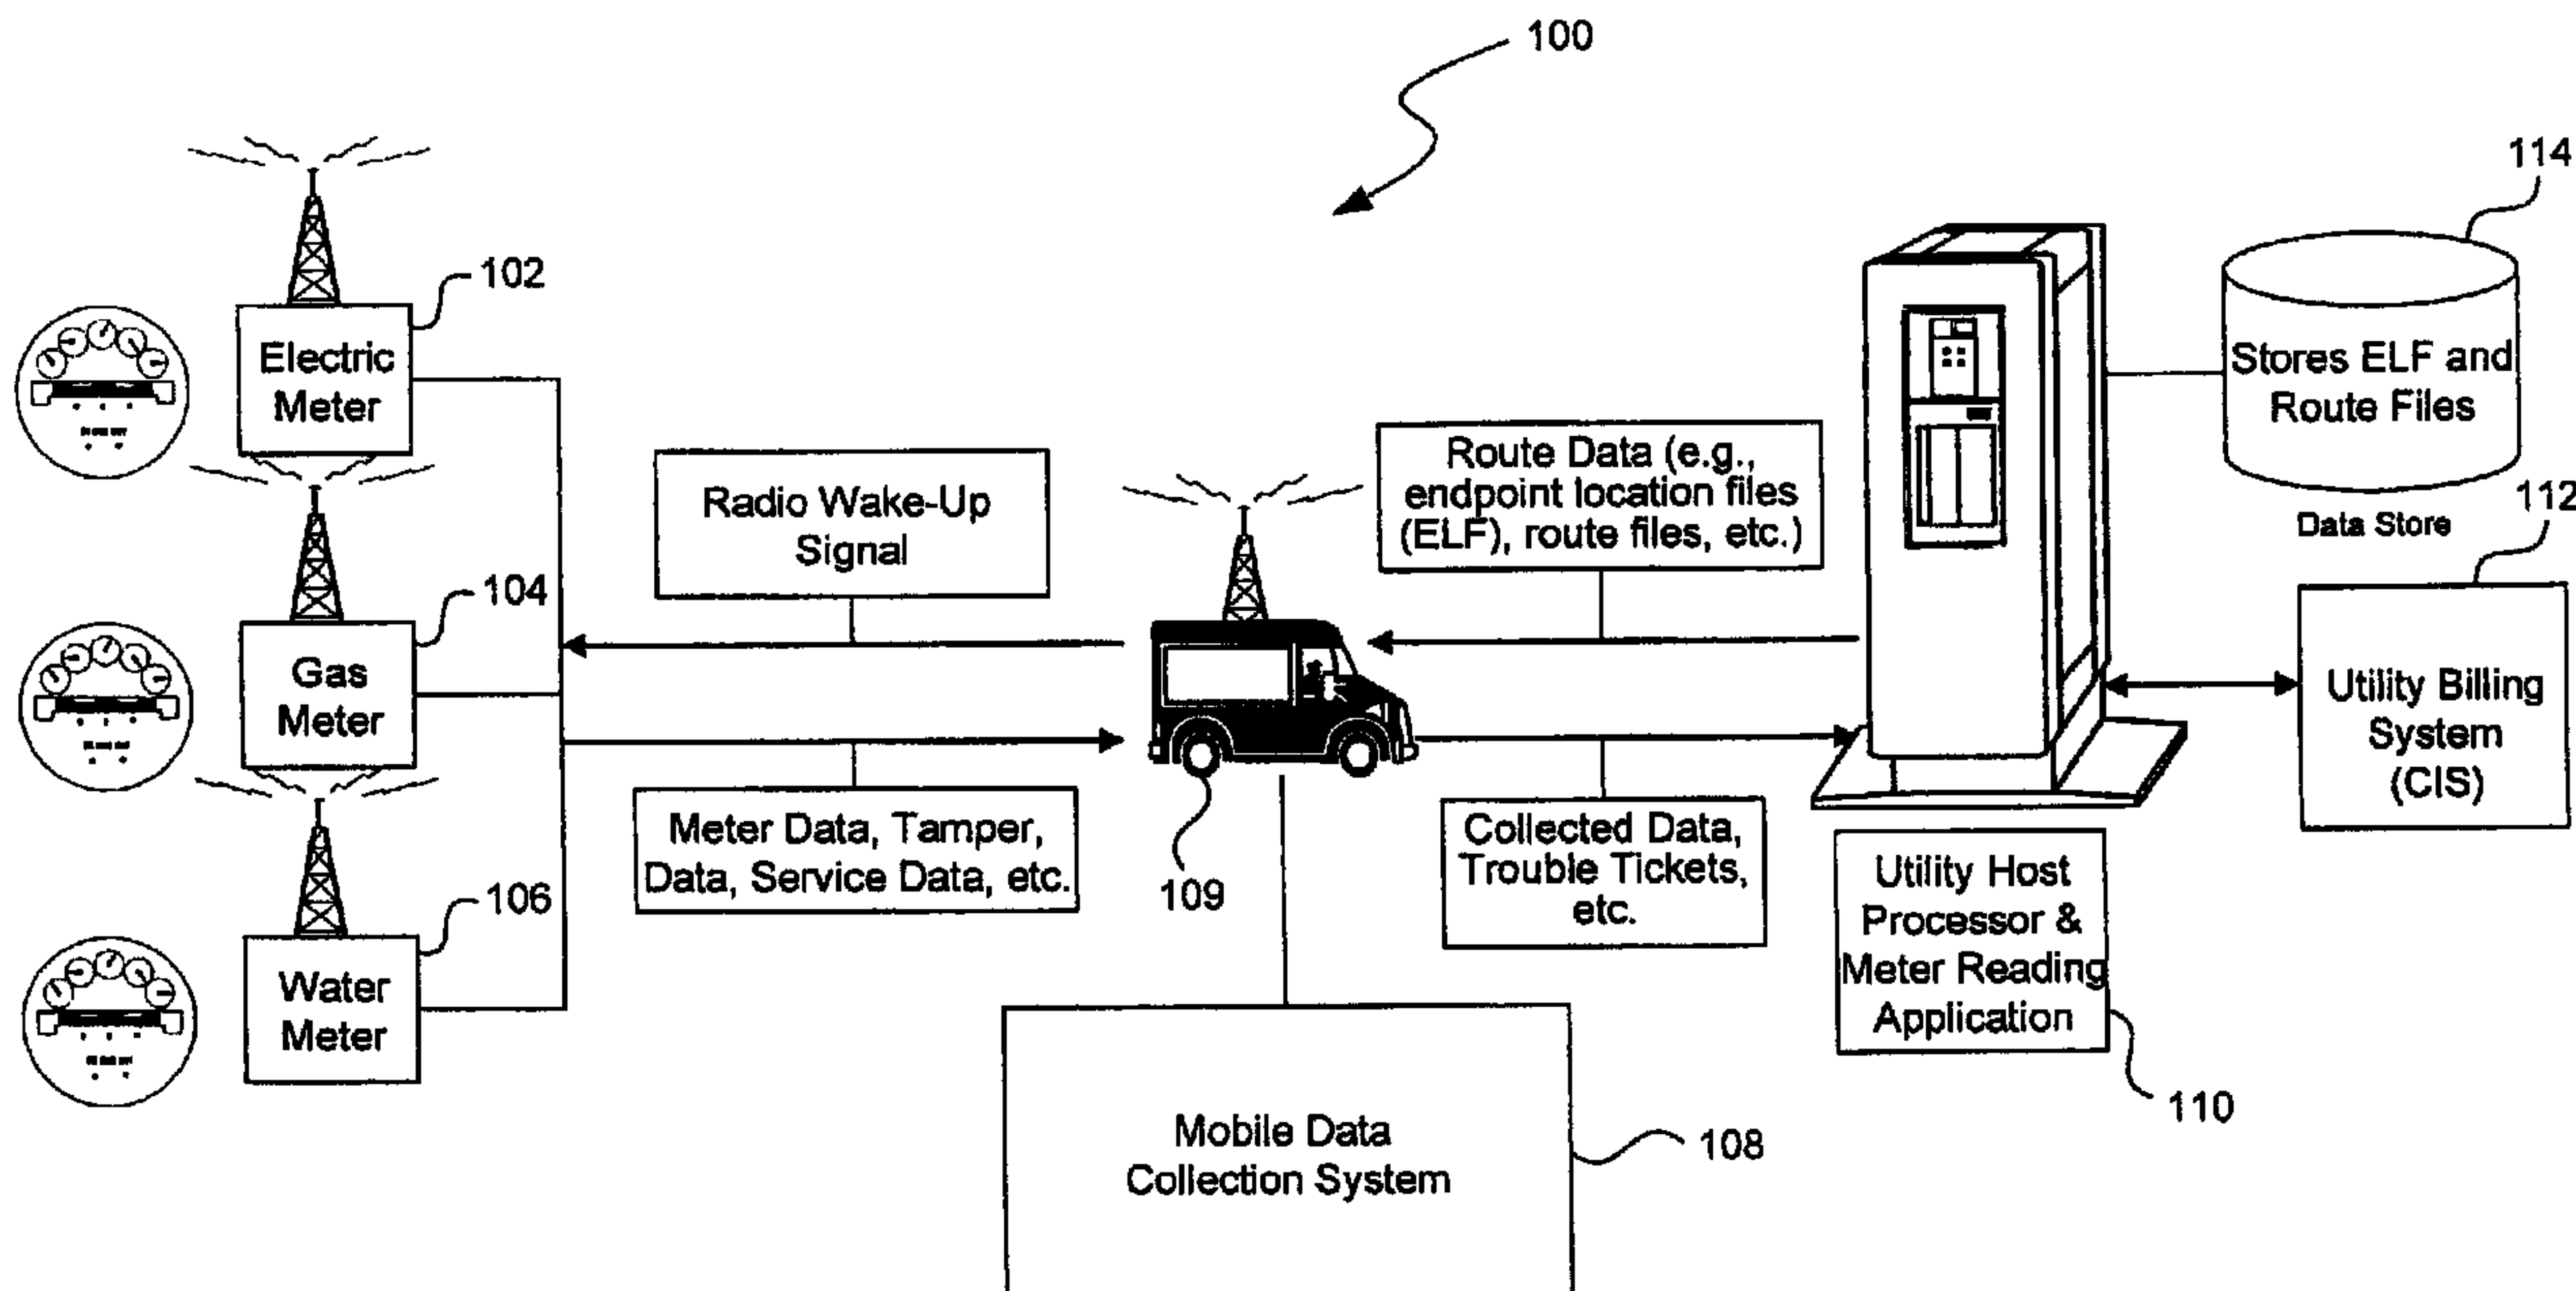 100
114
102
Electric
Meter
Stores ELF and
Route Files
Data Store
Radio Wake-Up
Signal
Route Data (e.g.,
endpoint location files
(ELF), route files, etc.)
112
104
Gas
Meter
Utility Billing
System
(CIS)
Meter Data, Tamper,
Data, Service Data, etc.
109
Collected Data,
Trouble Tickets,
etc.
Utility Host
Processor &
Meter Reading
Application
106
Water
Meter
110
Mobile Data
Collection System
108